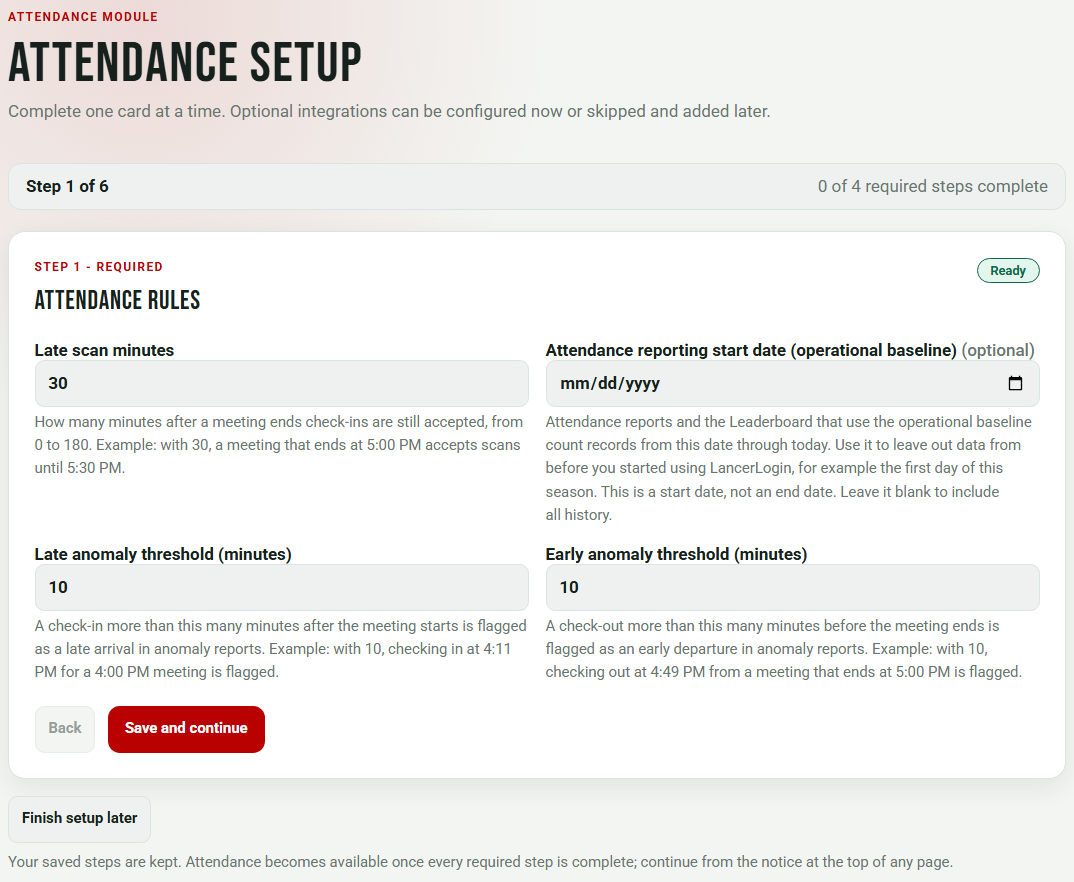 ATTENDANCE MODULE
ATTENDANCE SETUP
Complete one card at a time. Optional integrations can be configured now or skipped and added later.
Step 1 of 6
0 of 4 required steps complete
STEP 1 - REQUIRED
Ready
ATTENDANCE RULES
Late scan minutes
30
How many minutes after a meeting ends check-ins are still accepted, from
0 to 180. Example: with 30, a meeting that ends at 5:00 PM accepts scans
until 5:30 PM.
Attendance reporting start date (operational baseline) (optional)
mm/dd/yyyy
Attendance reports and the Leaderboard that use the operational baseline
count records from this date through today. Use it to leave out data from
before you started using LancerLogin, for example the first day of this
season. This is a start date, not an end date. Leave it blank to include
all history.
Late anomaly threshold (minutes)
10
A check-in more than this many minutes after the meeting starts is flagged
as a late arrival in anomaly reports. Example: with 10, checking in at 4:11
PM for a 4:00 PM meeting is flagged.
Early anomaly threshold (minutes)
10
A check-out more than this many minutes before the meeting ends is
flagged as an early departure in anomaly reports. Example: with 10,
checking out at 4:49 PM from a meeting that ends at 5:00 PM is flagged.
Back
Save and continue
Finish setup later
Your saved steps are kept. Attendance becomes available once every required step is complete; continue from the notice at the top of any page.